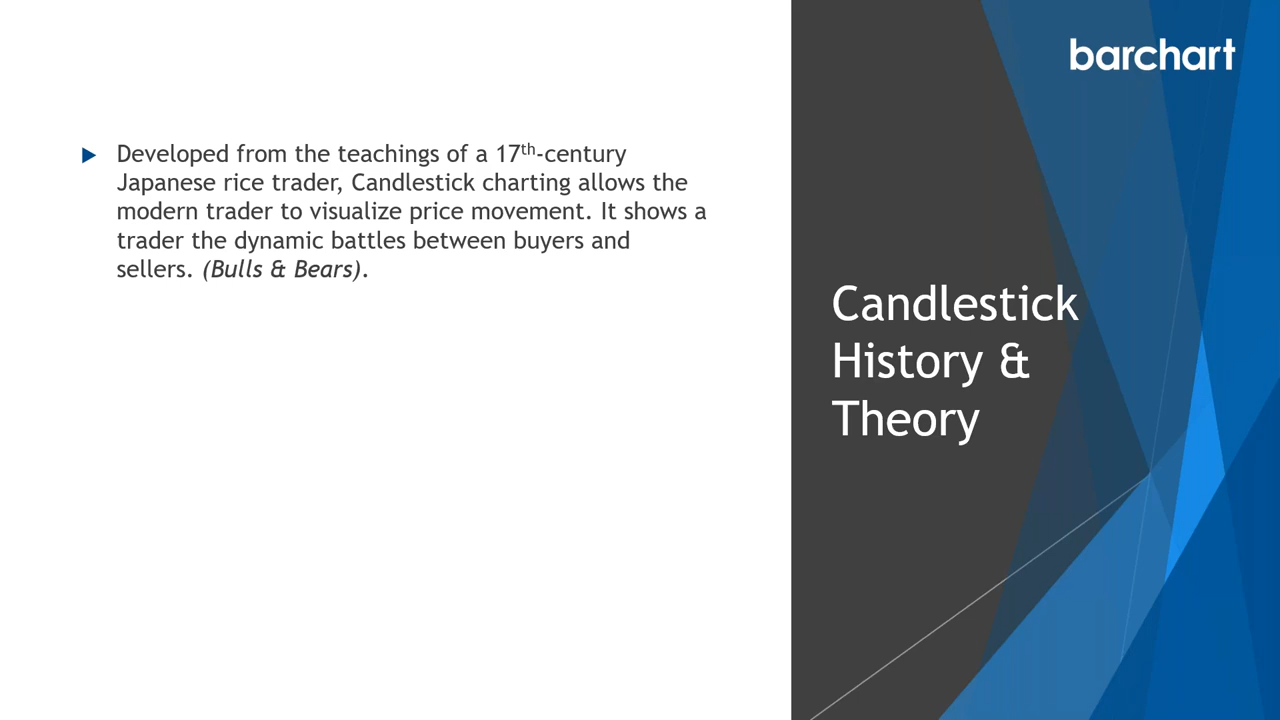 barchart
Developed from the teachings of a 17th-century
Japanese rice trader, Candlestick charting allows the
modern trader to visualize price movement. It shows a
trader the dynamic battles between buyers and
sellers. (Bulls & Bears).
Candlestick
History &
Theory